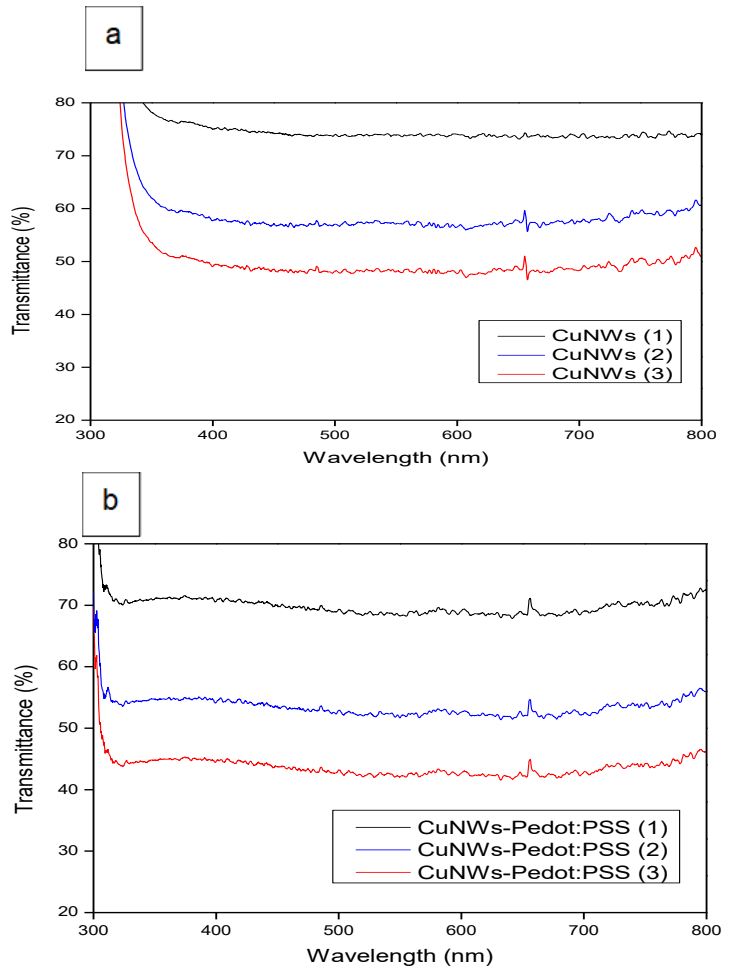 a
80
70
60
50
40
30
20
Transmittance (%)
CuNWs (1)
CuNWs (2)
CuNWs (3)
300 400 500 600 700 800
Wavelength (nm)
b
80
70
60
50
40
30
20
Transmittance (%)
CuNWs-Pedot:PSS (1)
CuNWs-Pedot:PSS (2)
CuNWs-Pedot:PSS (3)
300 400 500 600 700 800
Wavelength (nm)